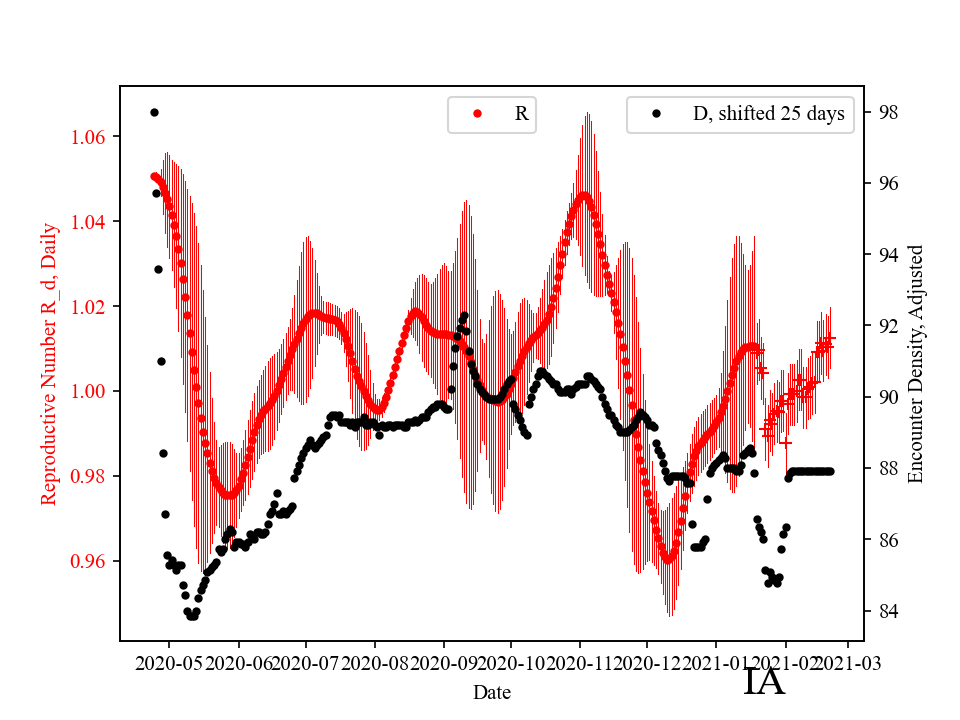 R
D, shifted 25 days
Reproductive Number R_d, Daily
1.06
1.04
1.02
1.00
0.98
0.96
98
96
94
92
90
88
86
84
Encounter Density, Adjusted
2020-05 2020-06 2020-07 2020-08 2020-09 2020-10 2020-11 2020-12 2021-01 2021-02 2021-03
Date
IA